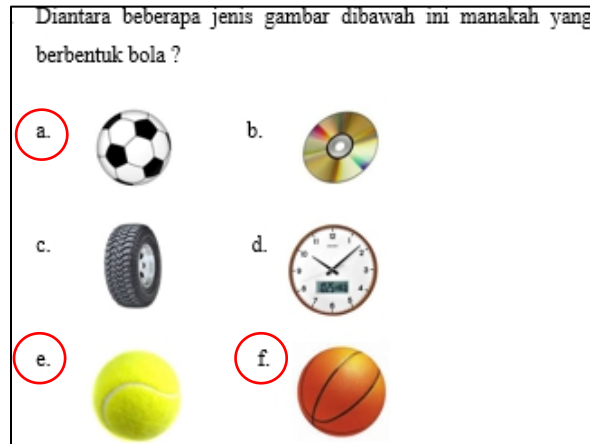 Diantara beberapa jenis gambar dibawah ini manakah yang
berbentuk bola ?
a. b.
c. d.
e. f.